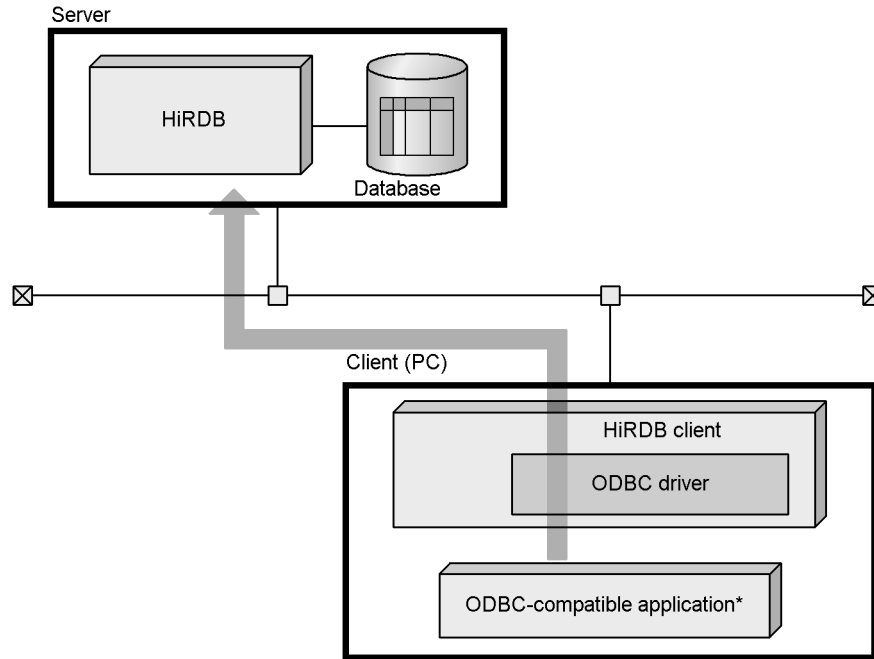 Server
HiRDB
Database
Client (PC)
HiRDB client
ODBC driver
ODBC-compatible application*